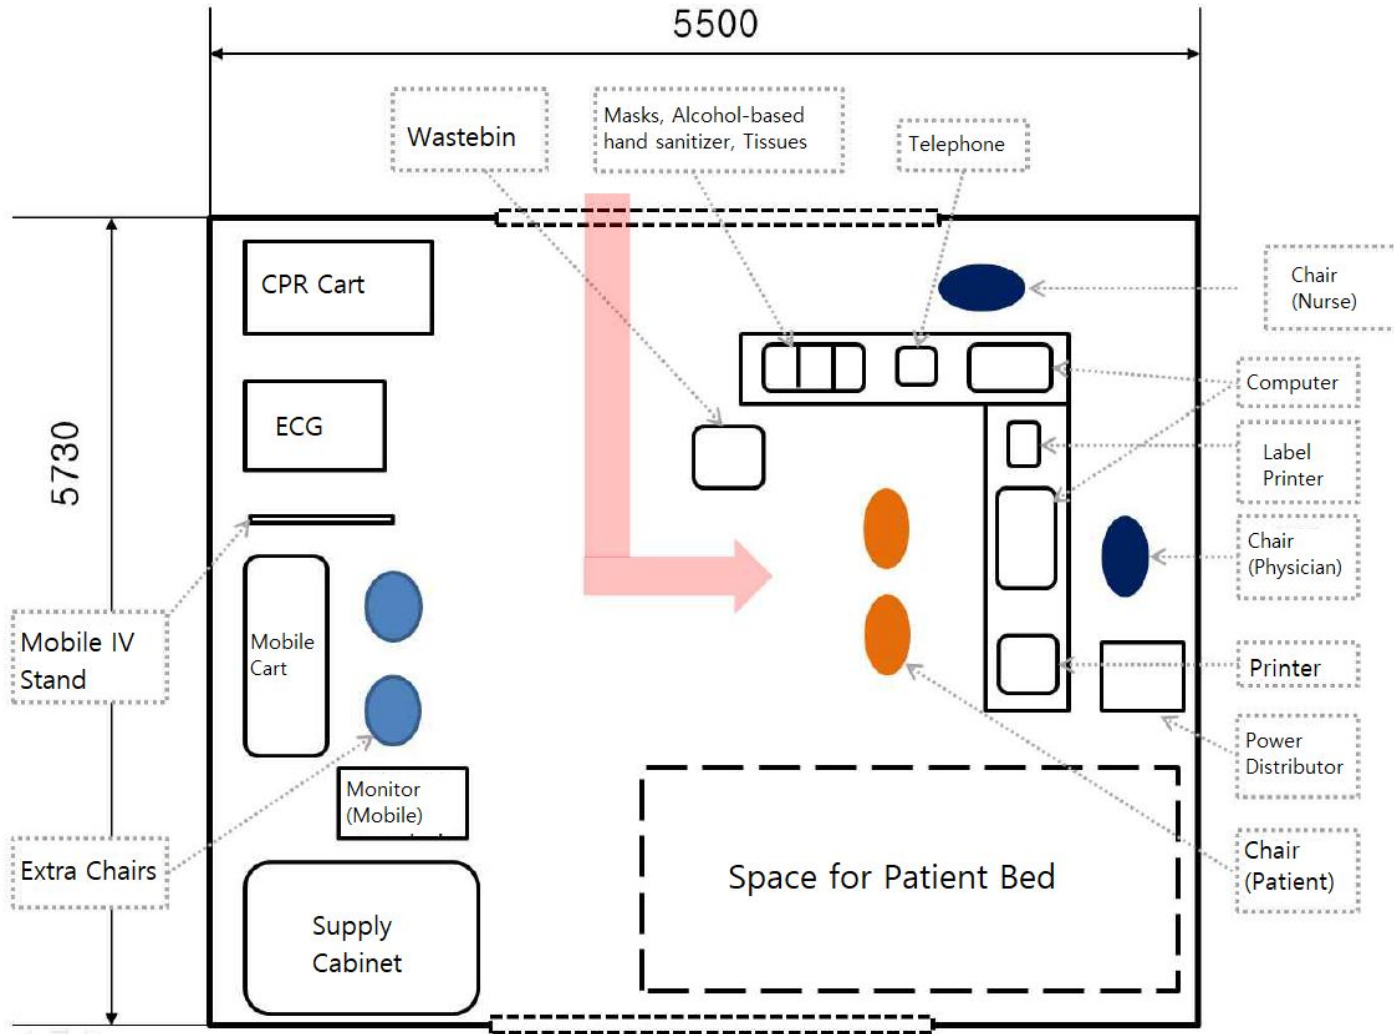 5500
Wastebin
Masks, Alcohol-based
hand sanitizer, Tissues
Telephone
CPR Cart
Chair
(Nurse)
Computer
ECG
Label
Printer
5730
Chair
(Physician)
Mobile IV
Stand
Mobile
Cart
Printer
Power
Distributor
Monitor
(Mobile)
Extra Chairs
Space for Patient Bed
Chair
(Patient)
Supply
Cabinet